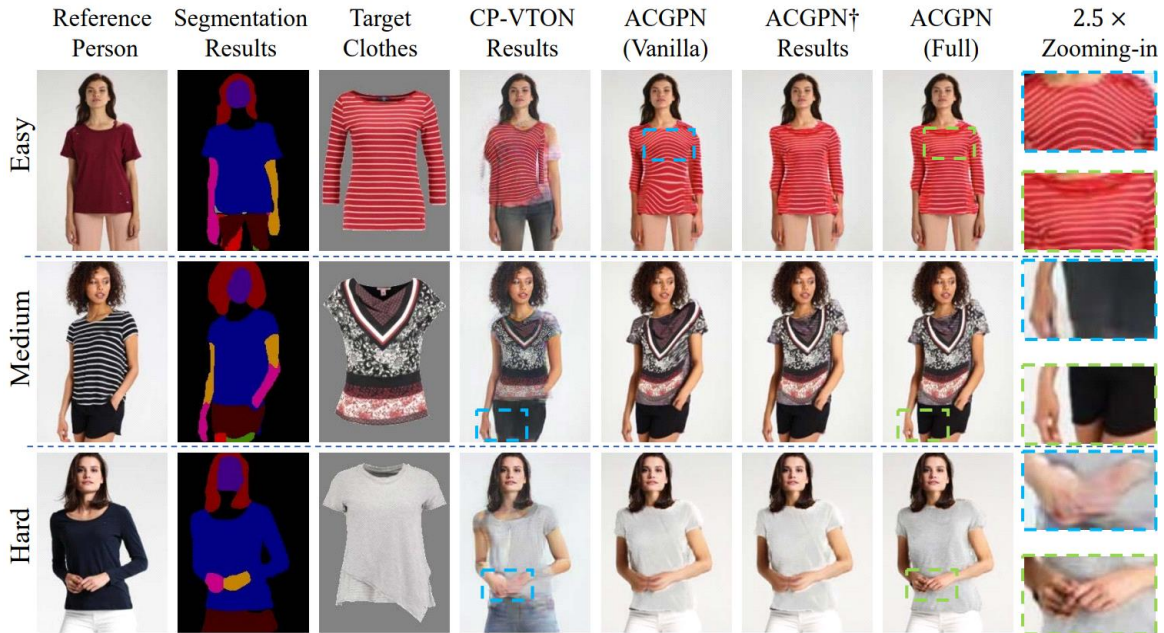 Reference Person
Segmentation Results
Target Clothes
CP-VTON Results
ACGPN (Vanilla)
ACGPN† Results
ACGPN (Full)
2.5 × Zooming-in
Easy
Medium
Hard